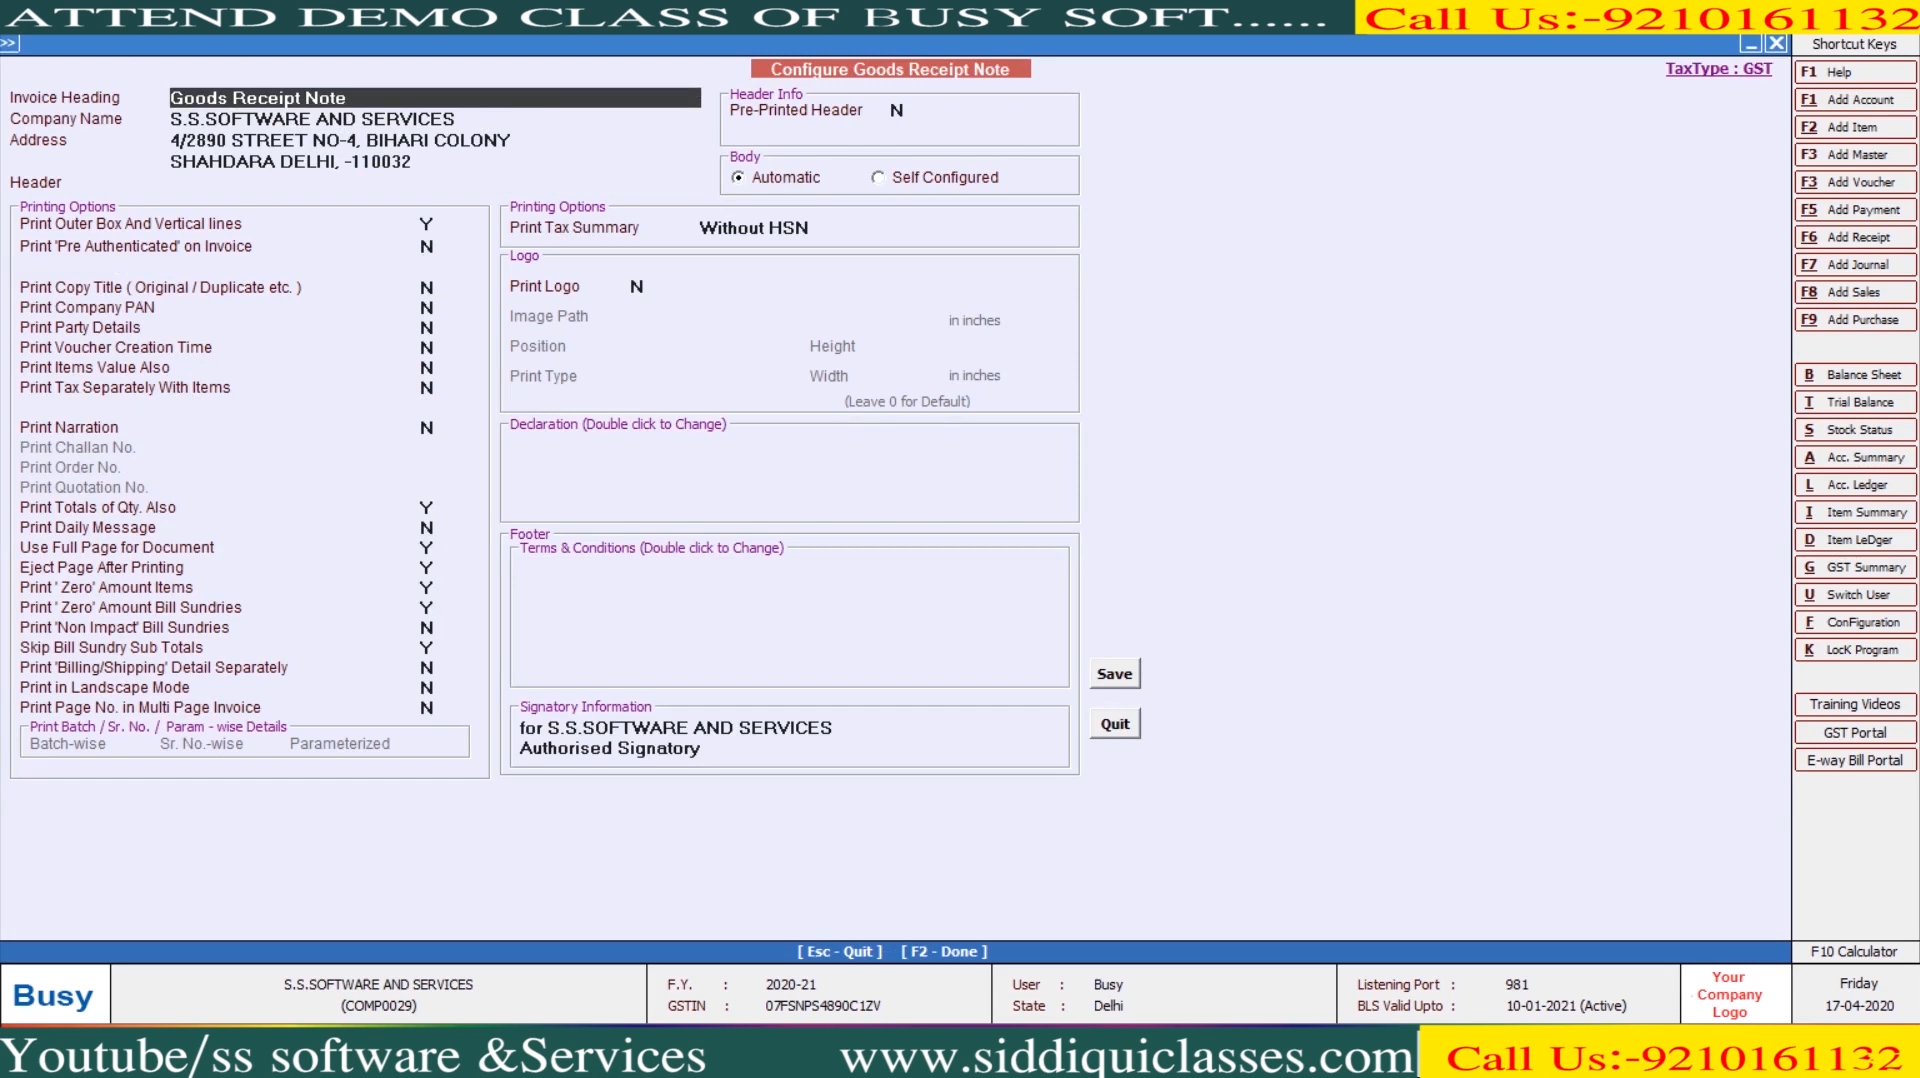 ATTEND DEMO CLASS OF BUSY SOFT......
Call Us:-9210161132
>>
Shortcut Keys
Configure Goods Receipt Note
TaxType : GST
Invoice Heading Goods Receipt Note
Company Name S.S.SOFTWARE AND SERVICES
Address 4/2890 STREET NO-4, BIHARI COLONY
SHAHDARA DELHI, -110032
Header
Header Info
Pre-Printed Header N
Body
Automatic Self Configured
Printing Options
Print Outer Box And Vertical lines Y
Print 'Pre Authenticated' on Invoice N
Print Copy Title ( Original / Duplicate etc. ) N
Print Company PAN N
Print Party Details N
Print Voucher Creation Time N
Print Items Value Also N
Print Tax Separately With Items N
Print Narration N
Print Challan No.
Print Order No.
Print Quotation No.
Print Totals of Qty. Also Y
Print Daily Message N
Use Full Page for Document Y
Eject Page After Printing Y
Print ' Zero' Amount Items Y
Print ' Zero' Amount Bill Sundries Y
Print 'Non Impact' Bill Sundries N
Skip Bill Sundry Sub Totals Y
Print 'Billing/Shipping' Detail Separately N
Print in Landscape Mode N
Print Page No. in Multi Page Invoice N
Print Batch / Sr. No. / Param - wise Details
Batch-wise Sr. No.-wise Parameterized
Printing Options
Print Tax Summary Without HSN
Logo
Print Logo N
Image Path in inches
Position Height
Print Type Width in inches
(Leave 0 for Default)
Declaration (Double click to Change)
Footer
Terms & Conditions (Double click to Change)
Signatory Information
for S.S.SOFTWARE AND SERVICES
Authorised Signatory
Save
Quit
F1 Help
F1 Add Account
F2 Add Item
F3 Add Master
F3 Add Voucher
F5 Add Payment
F6 Add Receipt
F7 Add Journal
F8 Add Sales
F9 Add Purchase
B Balance Sheet
T Trial Balance
S Stock Status
A Acc. Summary
L Acc. Ledger
I Item Summary
D Item LeDger
G GST Summary
U Switch User
F ConFiguration
K LocK Program
Training Videos
GST Portal
E-way Bill Portal
[ Esc - Quit ] [ F2 - Done ]
F10 Calculator
Busy
S.S.SOFTWARE AND SERVICES
(COMP0029)
F.Y. : 2020-21
GSTIN : 07FSNPS4890C1ZV
User : Busy
State : Delhi
Listening Port : 981
BLS Valid Upto : 10-01-2021 (Active)
Your
Company
Logo
Friday
17-04-2020
Youtube/ss software &Services
www.siddiquiclasses.com
Call Us:-9210161132